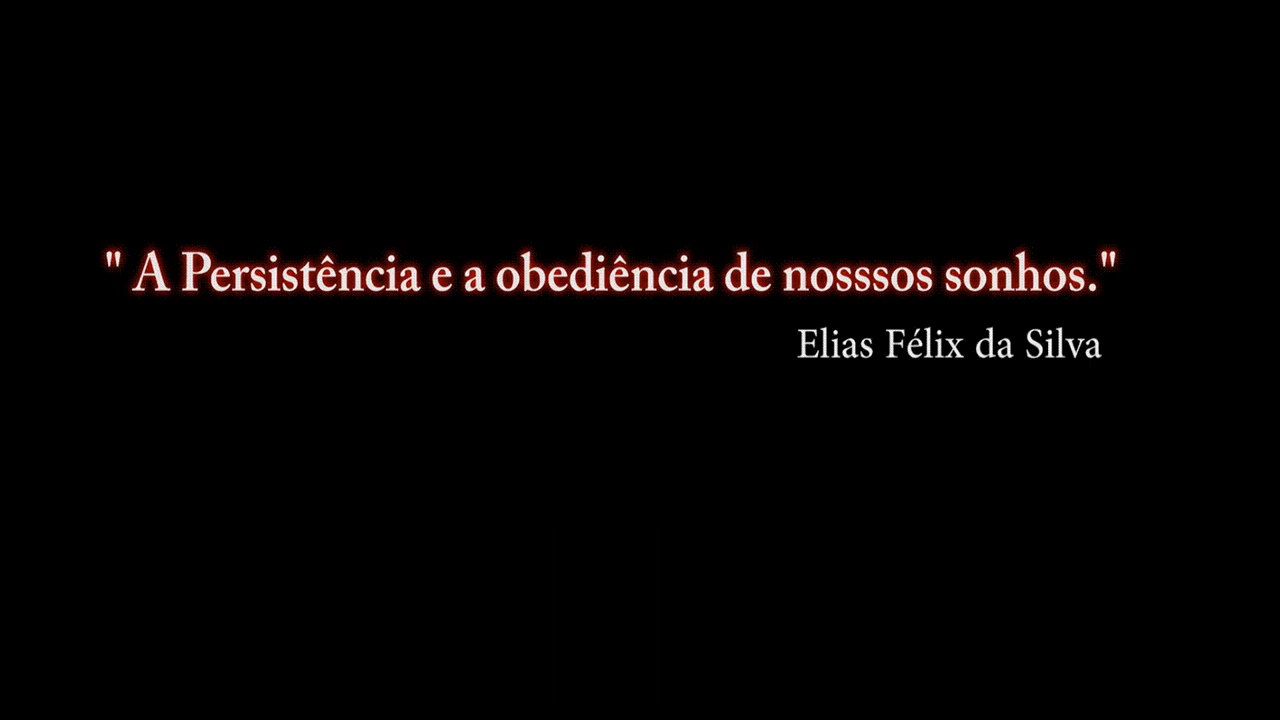 " A Persistência e a obediência de nosssos sonhos."
Elias Félix da Silva